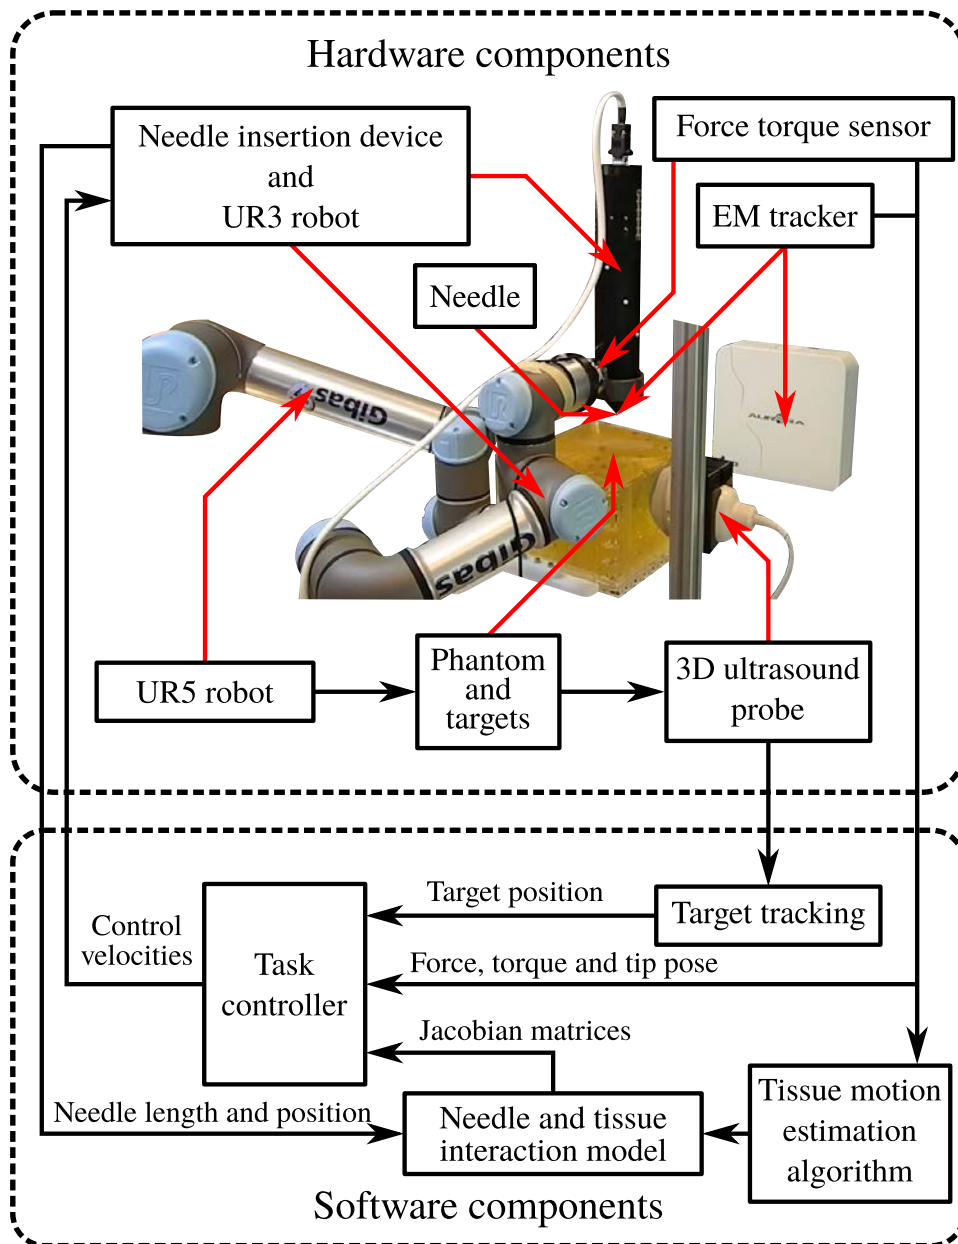 Hardware components
Needle insertion device
and
UR3 robot
Force torque sensor
EM tracker
Needle
Gibas
AURORA
Gibas
UR5 robot
Phantom
and
targets
3D ultrasound
probe
Target position
Target tracking
Control
velocities
Task
controller
Force, torque and tip pose
Jacobian matrices
Needle length and position
Needle and tissue
interaction model
Tissue motion
estimation
algorithm
Software components